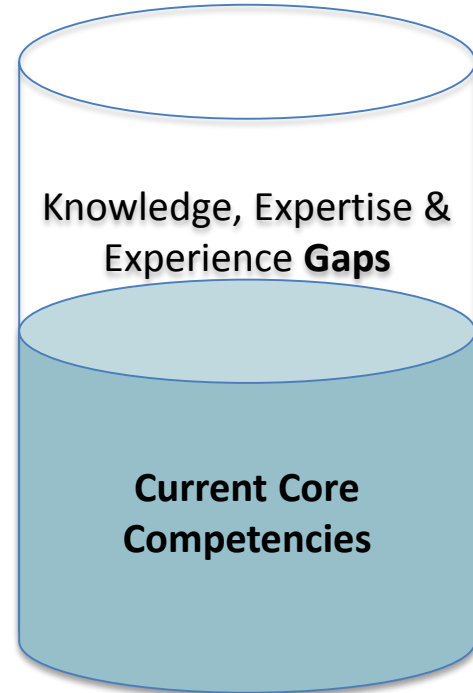 Knowledge, Expertise &
Experience Gaps
Current Core
Competencies